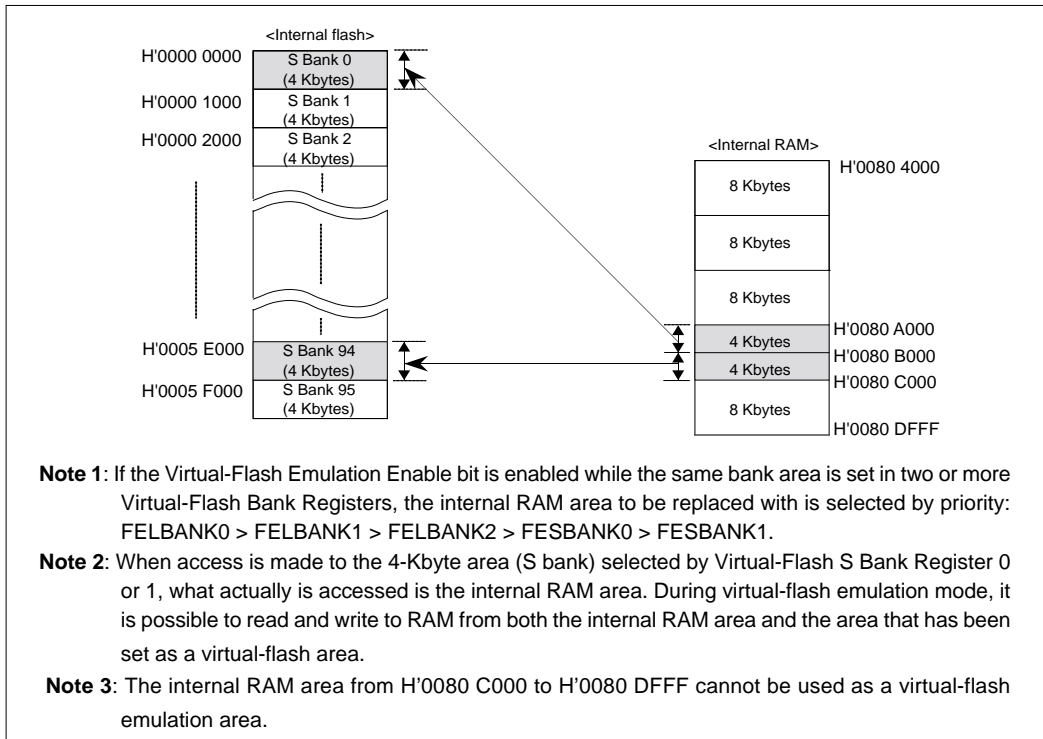 <Internal flash>
H'0000 0000
S Bank 0
(4 Kbytes)
H'0000 1000
S Bank 1
(4 Kbytes)
H'0000 2000
S Bank 2
(4 Kbytes)
H'0005 E000
S Bank 94
(4 Kbytes)
H'0005 F000
S Bank 95
(4 Kbytes)
<Internal RAM>
H'0080 4000
8 Kbytes
8 Kbytes
8 Kbytes
H'0080 A000
4 Kbytes
H'0080 B000
4 Kbytes
H'0080 C000
8 Kbytes
H'0080 DFFF
Note 1: If the Virtual-Flash Emulation Enable bit is enabled while the same bank area is set in two or more
Virtual-Flash Bank Registers, the internal RAM area to be replaced with is selected by priority:
FELBANK0 > FELBANK1 > FELBANK2 > FESBANK0 > FESBANK1.
Note 2: When access is made to the 4-Kbyte area (S bank) selected by Virtual-Flash S Bank Register 0
or 1, what actually is accessed is the internal RAM area. During virtual-flash emulation mode, it
is possible to read and write to RAM from both the internal RAM area and the area that has been
set as a virtual-flash area.
Note 3: The internal RAM area from H’0080 C000 to H’0080 DFFF cannot be used as a virtual-flash
emulation area.